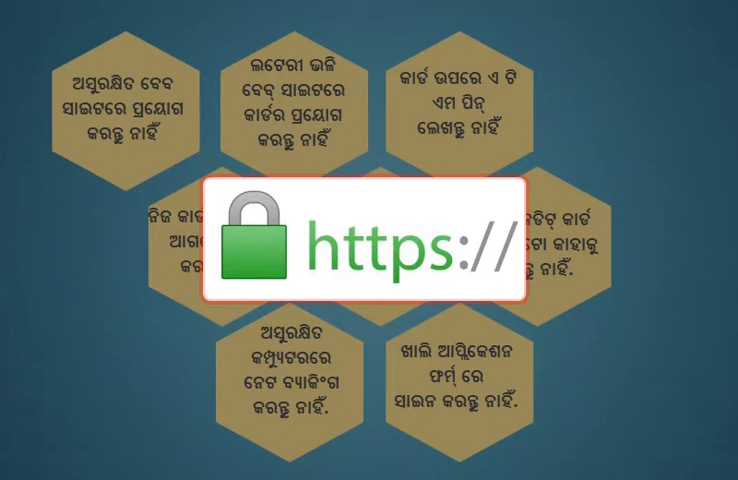 ଅସୁରକ୍ଷିତ ବେବ
ସାଇଟରେ ପ୍ରୟୋଗ
କରନ୍ତୁ ନାହିଁ
ଲଟେରୀ ଭଳି
ବେବ୍ ସାଇଟରେ
କାର୍ଡର ପ୍ରୟୋଗ
କରନ୍ତୁ ନାହିଁ
କାର୍ଡ ଉପରେ ଏ ଟି
ଏମ ପିନ୍
ଲେଖନ୍ତୁ ନାହିଁ
ନିଜ
https://
କାର୍ଡ
କାହାକୁ
ନାହିଁ.
ଅସୁରକ୍ଷିତ
କମ୍ପ୍ୟୁଟରରେ
ନେଟ ବ୍ୟାକିଂଗ
କରନ୍ତୁ ନାହିଁ.
ଖାଲି ଆପ୍ଲିକେଶନ
ଫର୍ମ୍ ରେ
ସାଇନ କରନ୍ତୁ ନାହିଁ.